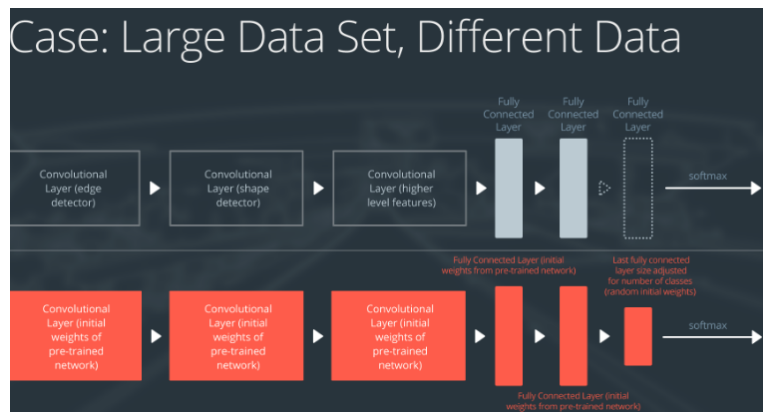 Case: Large Data Set, Different Data
Fully
Connected
Layer
Fully
Connected
Layer
Fully
Connected
Layer
Convolutional
Layer (edge
detector)
Convolutional
Layer (shape
detector)
Convolutional
Layer (higher
level features)
softmax
Fully Connected Layer (initial
weights from pre-trained network)
Last fully connected
layer size adjusted
for number of classes
(random initial weights)
Convolutional
Layer (initial
weights of
pre-trained
network)
Convolutional
Layer (initial
weights of
pre-trained
network)
Convolutional
Layer (initial
weights of
pre-trained
network)
softmax
Fully Connected Layer (initial
weights from pre-trained network)